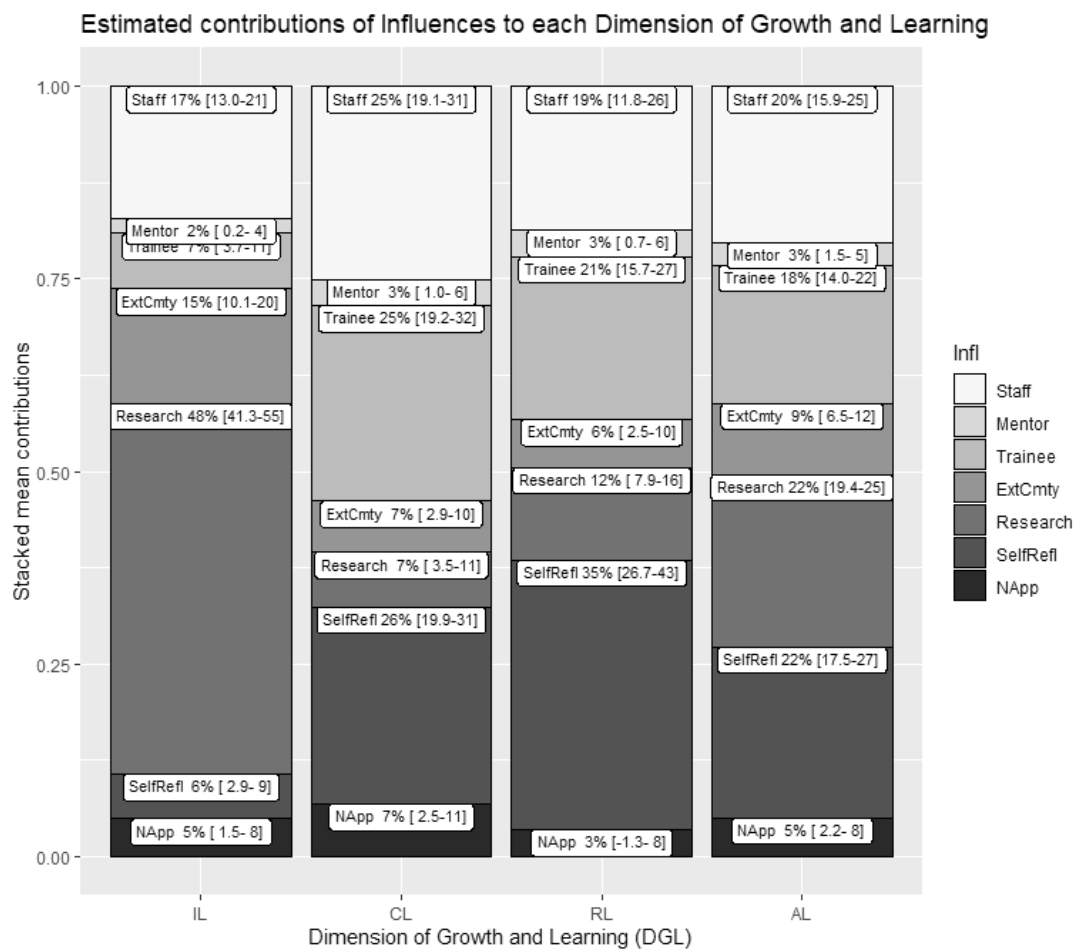 Estimated contributions of Influences to each Dimension of Growth and Learning
Stacked mean contributions
1.00
0.75
0.50
0.25
0.00
Staff 17% [13.0-21]
Mentor 2% [ 0.2- 4]
Trainee 7% [ 3.7-11]
ExtCmty 15% [10.1-20]
Research 48% [41.3-55]
SelfRefl 6% [ 2.9- 9]
NApp 5% [ 1.5- 8]
Staff 25% [19.1-31]
Mentor 3% [ 1.0- 6]
Trainee 25% [19.2-32]
ExtCmty 7% [ 2.9-10]
Research 7% [ 3.5-11]
SelfRefl 26% [19.9-31]
NApp 7% [ 2.5-11]
Staff 19% [11.8-26]
Mentor 3% [ 0.7- 6]
Trainee 21% [15.7-27]
ExtCmty 6% [ 2.5-10]
Research 12% [ 7.9-16]
SelfRefl 35% [26.7-43]
NApp 3% [-1.3- 8]
Staff 20% [15.9-25]
Mentor 3% [ 1.5- 5]
Trainee 18% [14.0-22]
ExtCmty 9% [ 6.5-12]
Research 22% [19.4-25]
SelfRefl 22% [17.5-27]
NApp 5% [ 2.2- 8]
IL
CL
RL
AL
Dimension of Growth and Learning (DGL)
Infl
Staff
Mentor
Trainee
ExtCmty
Research
SelfRefl
NApp